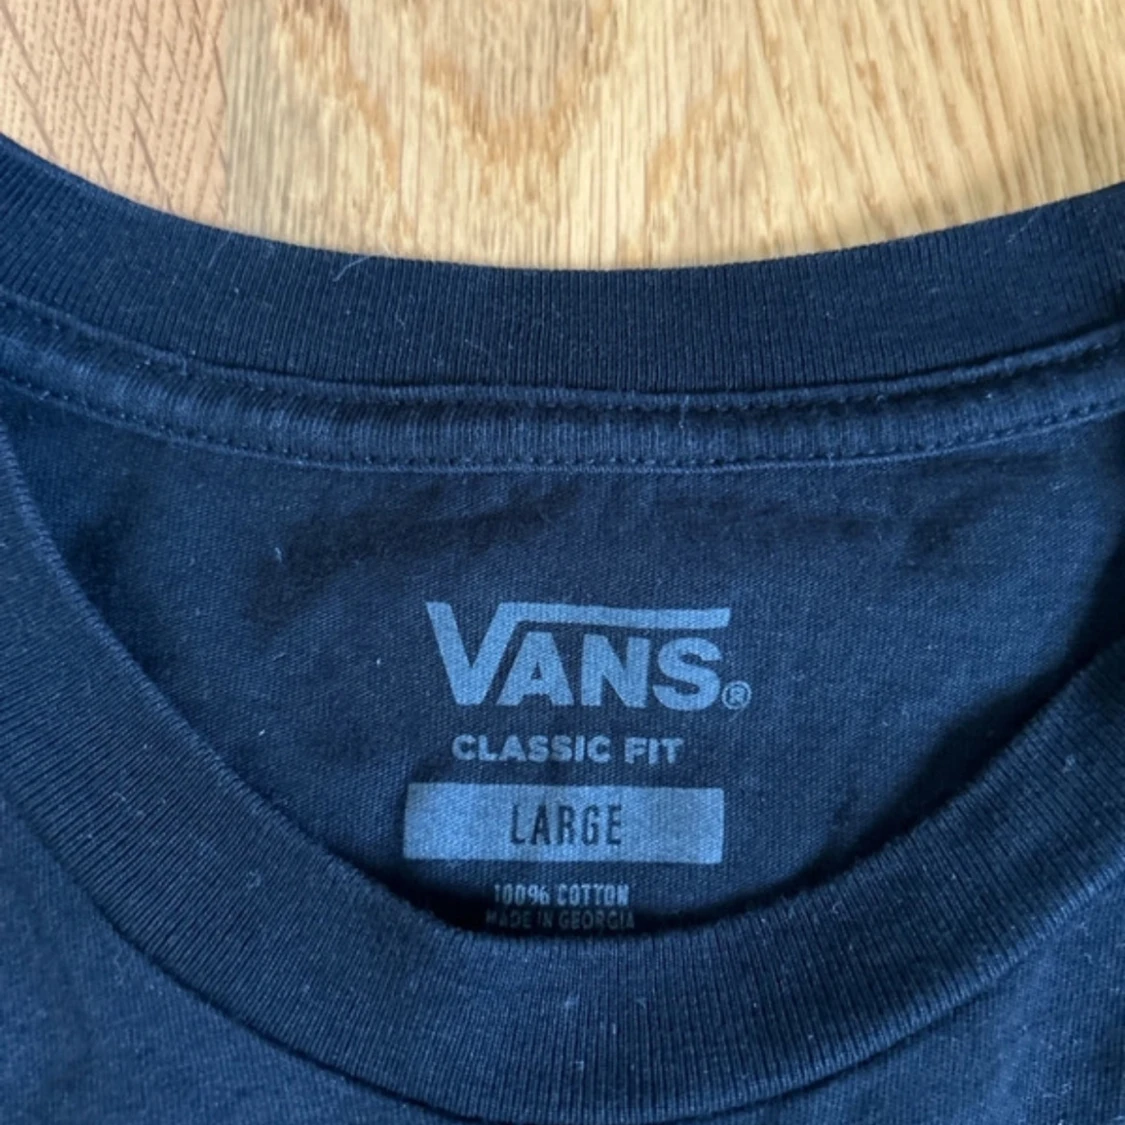 VANS®
CLASSIC FIT
LARGE
100% COTTON
MADE IN GEORGIA